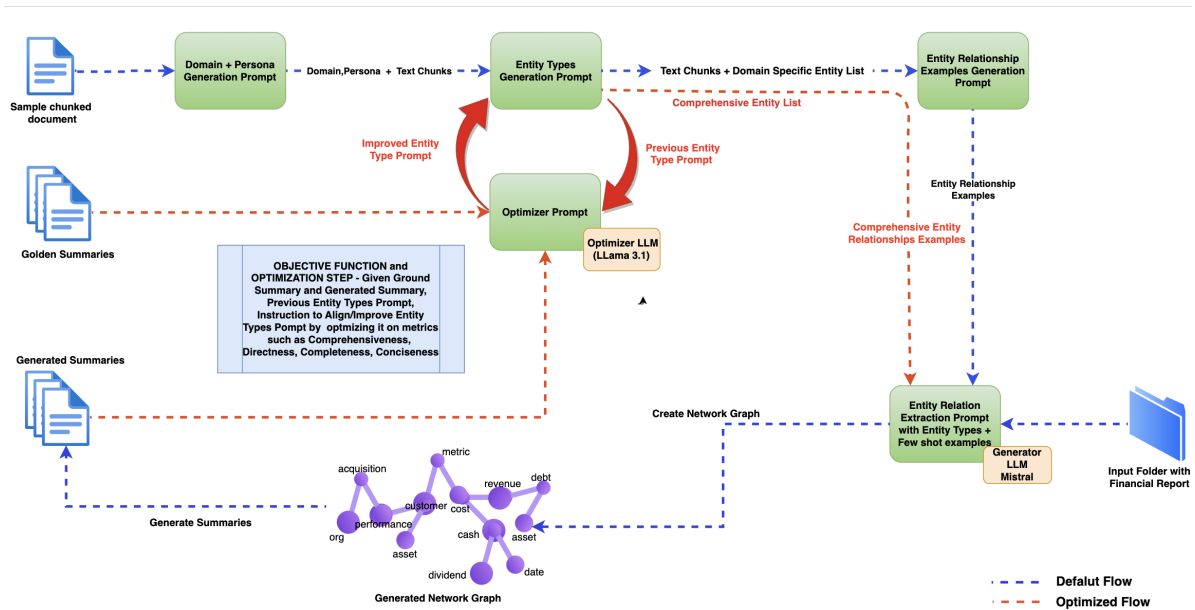 Sample chunked
document
Domain + Persona
Generation Prompt
Domain,Persona + Text Chunks
Entity Types
Generation Prompt
Text Chunks + Domain Specific Entity List
Comprehensive Entity List
Entity Relationship
Examples Generation
Prompt
Improved Entity
Type Prompt
Previous Entity
Type Prompt
Golden Summaries
Optimizer Prompt
Optimizer LLM
(LLama 3.1)
Entity Relationship
Examples
Comprehensive Entity
Relationships Examples
OBJECTIVE FUNCTION and
OPTIMIZATION STEP - Given Ground
Summary and Generated Summary,
Previous Entity Types Prompt,
Instruction to Align/Improve Entity
Types Pompt by optmizing it on metrics
such as Comprehensiveness,
Directness, Completeness, Conciseness
Generated Summaries
Create Network Graph
Entity Relation
Extraction Prompt
with Entity Types +
Few shot examples
Generator
LLM
Mistral
Input Folder with
Financial Report
Generate Summaries
metric
acquisition
revenue
debt
customer
cost
performance
org
asset
cash
asset
dividend
date
Generated Network Graph
Defalut Flow
Optimized Flow